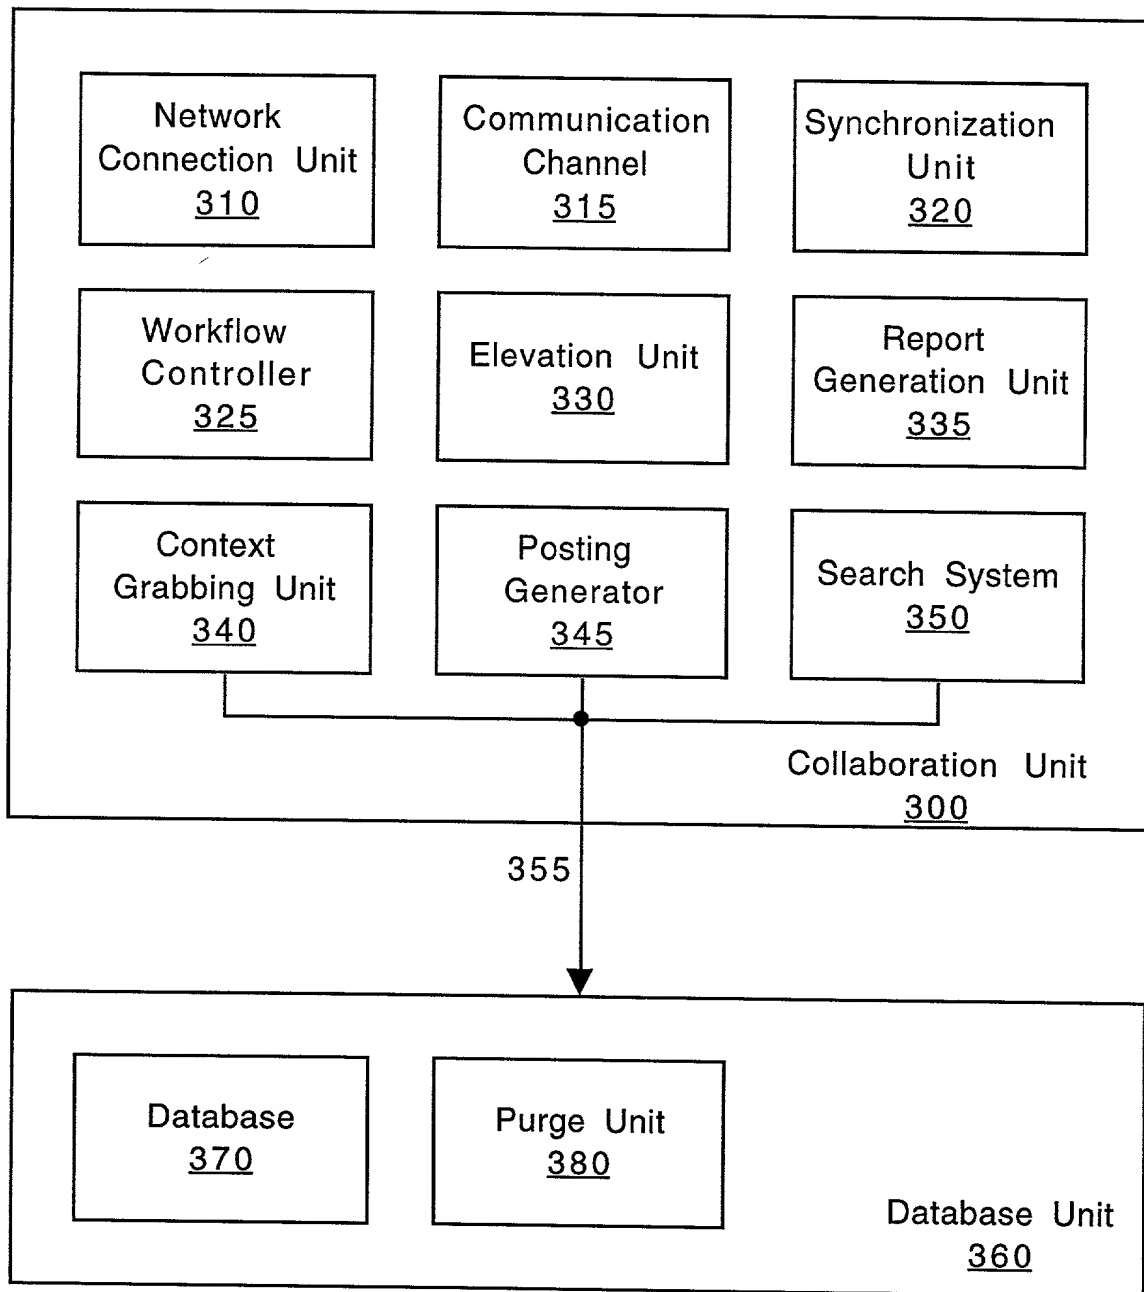 Network
Connection Unit
310
Communication
Channel
315
Synchronization
Unit
320
Workflow
Controller
325
Elevation Unit
330
Report
Generation Unit
335
Context
Grabbing Unit
340
Posting
Generator
345
Search System
350
Collaboration Unit
300
355
Database
370
Purge Unit
380
Database Unit
360